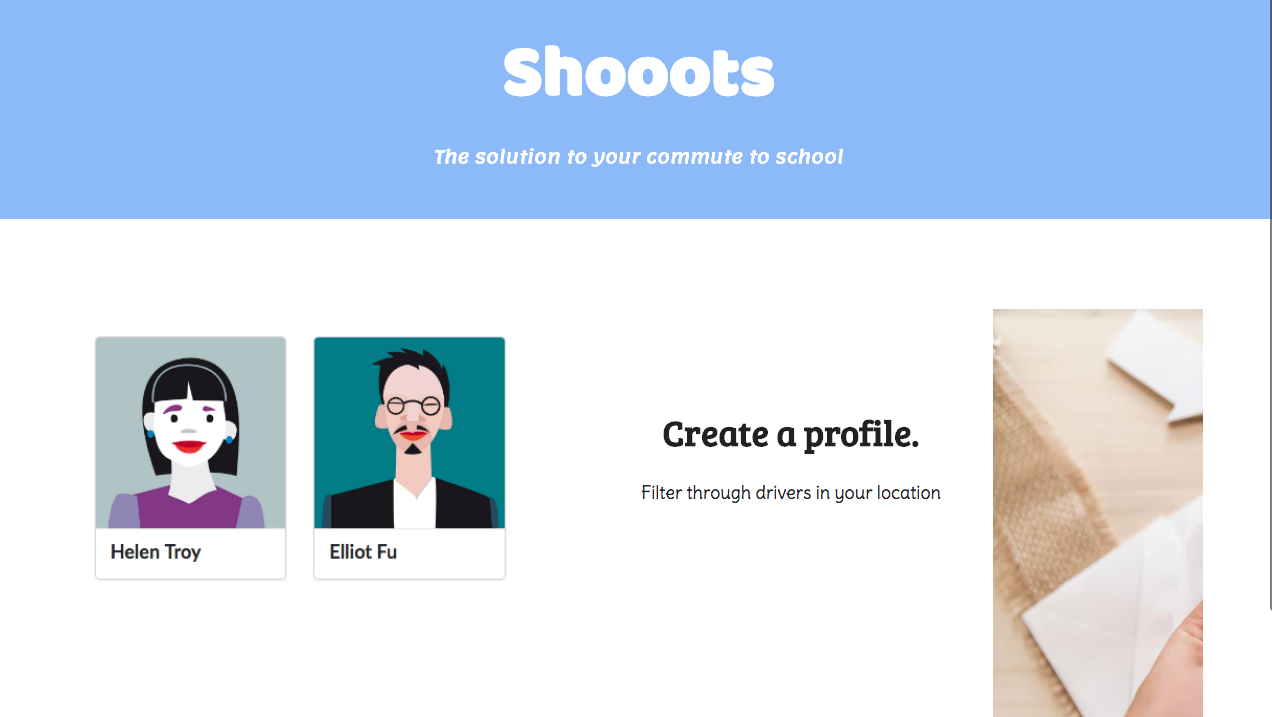 Shooots
The solution to your commute to school
Helen Troy
Elliot Fu
Create a profile.
Filter through drivers in your location